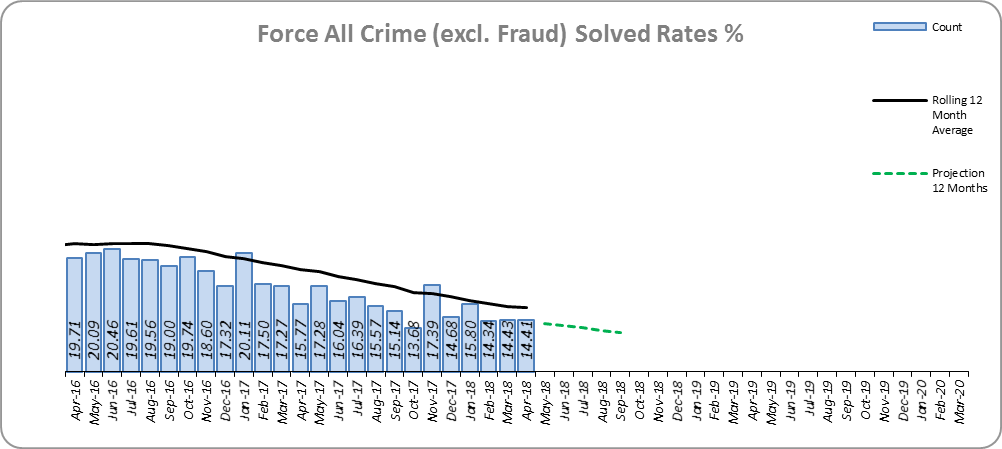 Force All Crime (excl. Fraud) Solved Rates %
Count
Rolling 12
Month
Average
Projection
12 Months
19.71
20.09
20.46
19.61
19.56
19.00
19.74
18.60
17.32
20.11
17.50
17.27
15.77
17.28
16.04
16.39
15.57
15.14
13.68
17.39
14.68
15.80
14.34
14.43
14.41
Apr-16
May-16
Jun-16
Jul-16
Aug-16
Sep-16
Oct-16
Nov-16
Dec-16
Jan-17
Feb-17
Mar-17
Apr-17
May-17
Jun-17
Jul-17
Aug-17
Sep-17
Oct-17
Nov-17
Dec-17
Jan-18
Feb-18
Mar-18
Apr-18
May-18
Jun-18
Jul-18
Aug-18
Sep-18
Oct-18
Nov-18
Dec-18
Jan-19
Feb-19
Mar-19
Apr-19
May-19
Jun-19
Jul-19
Aug-19
Sep-19
Oct-19
Nov-19
Dec-19
Jan-20
Feb-20
Mar-20